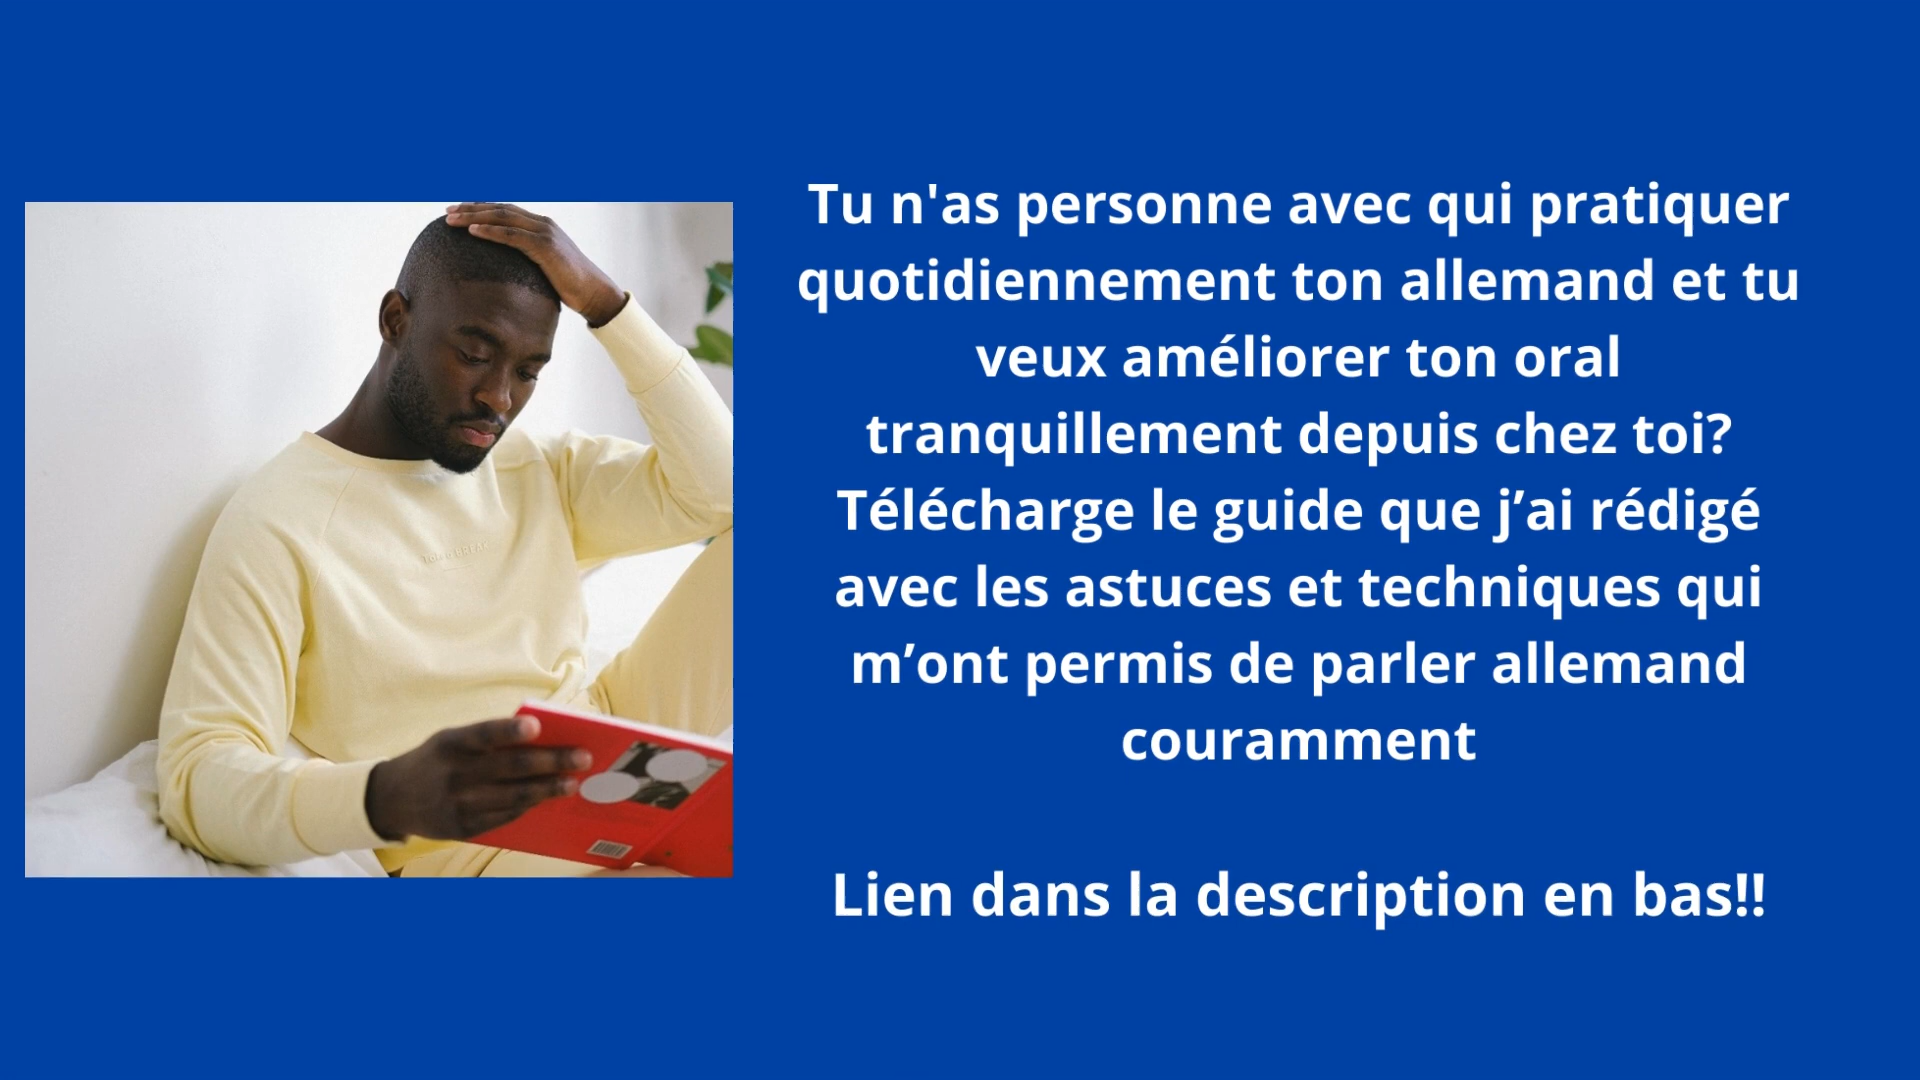 Tu n'as personne avec qui pratiquer
quotidiennement ton allemand et tu
veux améliorer ton oral
tranquillement depuis chez toi?
Télécharge le guide que j’ai rédigé
avec les astuces et techniques qui
m’ont permis de parler allemand
couramment
Lien dans la description en bas!!